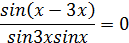 sin(x − 3x)
sin3xsinx = 0